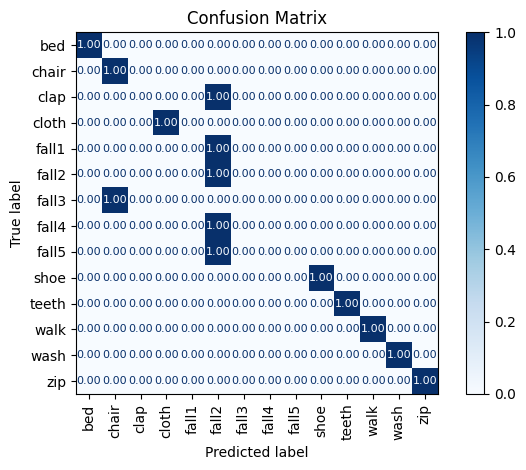 Confusion Matrix
bed 1.00 0.00 0.00 0.00 0.00 0.00 0.00 0.00 0.00 0.00 0.00 0.00 0.00 0.00
chair 0.00 1.00 0.00 0.00 0.00 0.00 0.00 0.00 0.00 0.00 0.00 0.00 0.00 0.00
clap 0.00 0.00 0.00 0.00 0.00 1.00 0.00 0.00 0.00 0.00 0.00 0.00 0.00 0.00
cloth 0.00 0.00 0.00 1.00 0.00 0.00 0.00 0.00 0.00 0.00 0.00 0.00 0.00 0.00
fall1 0.00 0.00 0.00 0.00 0.00 1.00 0.00 0.00 0.00 0.00 0.00 0.00 0.00 0.00
fall2 0.00 0.00 0.00 0.00 0.00 1.00 0.00 0.00 0.00 0.00 0.00 0.00 0.00 0.00
fall3 0.00 1.00 0.00 0.00 0.00 0.00 0.00 0.00 0.00 0.00 0.00 0.00 0.00 0.00
fall4 0.00 0.00 0.00 0.00 0.00 1.00 0.00 0.00 0.00 0.00 0.00 0.00 0.00 0.00
fall5 0.00 0.00 0.00 0.00 0.00 1.00 0.00 0.00 0.00 0.00 0.00 0.00 0.00 0.00
shoe 0.00 0.00 0.00 0.00 0.00 0.00 0.00 0.00 0.00 1.00 0.00 0.00 0.00 0.00
teeth 0.00 0.00 0.00 0.00 0.00 0.00 0.00 0.00 0.00 0.00 1.00 0.00 0.00 0.00
walk 0.00 0.00 0.00 0.00 0.00 0.00 0.00 0.00 0.00 0.00 0.00 1.00 0.00 0.00
wash 0.00 0.00 0.00 0.00 0.00 0.00 0.00 0.00 0.00 0.00 0.00 0.00 1.00 0.00
zip 0.00 0.00 0.00 0.00 0.00 0.00 0.00 0.00 0.00 0.00 0.00 0.00 0.00 1.00
True label
bed chair clap cloth fall1 fall2 fall3 fall4 fall5 shoe teeth walk wash zip
Predicted label
1.0
0.8
0.6
0.4
0.2
0.0